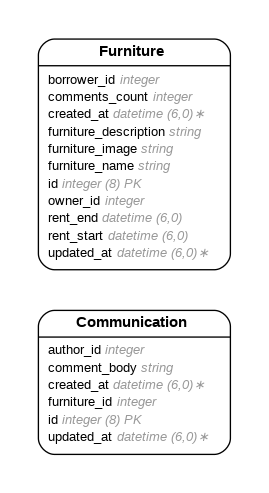 Furniture
borrower_id integer
comments_count integer
created_at datetime (6,0) ∗
furniture_description string
furniture_image string
furniture_name string
id integer (8) PK
owner_id integer
rent_end datetime (6,0)
rent_start datetime (6,0)
updated_at datetime (6,0) ∗
Communication
author_id integer
comment_body string
created_at datetime (6,0) ∗
furniture_id integer
id integer (8) PK
updated_at datetime (6,0) ∗